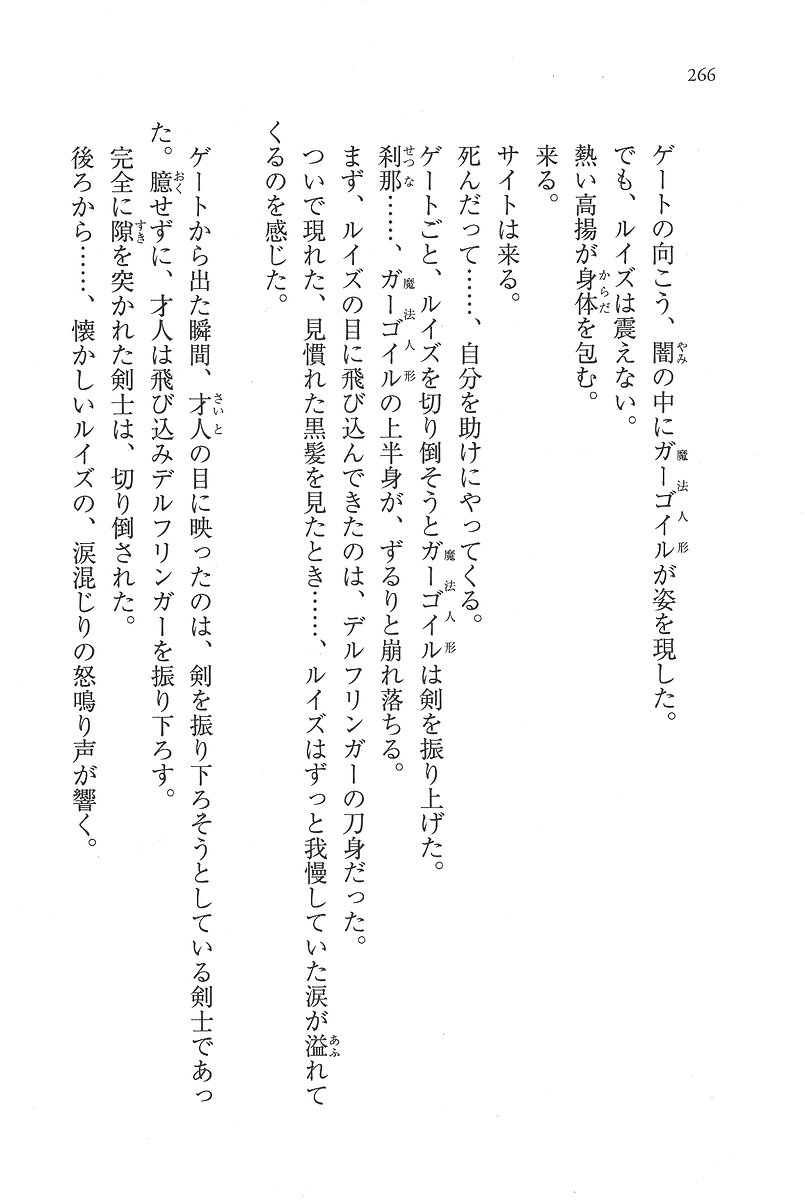 266
ゲートの向こう、闇の中にガーゴイルが姿を現した。
でも、ルイズは震えない。
熱い高揚が身体を包む。
来る。
サイトは来る。
死んだって……、自分を助けにやってくる。
ゲートごと、ルイズを切り倒そうとガーゴイルは剣を振り上げた。
刹那……、ガーゴイルの上半身が、ずるりと崩れ落ちる。
まず、ルイズの目に飛び込んできたのは、デルフリンガーの刀身だった。
ついで現れた、見慣れた黒髪を見たとき……、ルイズはずっと我慢していた涙が溢れて
くるのを感じた。
ゲートから出た瞬間、才人の目に映ったのは、剣を振り下ろそうとしている剣士であっ
た。臆せずに、才人は飛び込みデルフリンガーを振り下ろす。
完全に隙を突かれた剣士は、切り倒された。
後ろから……、懐かしいルイズの、涙混じりの怒鳴り声が響く。